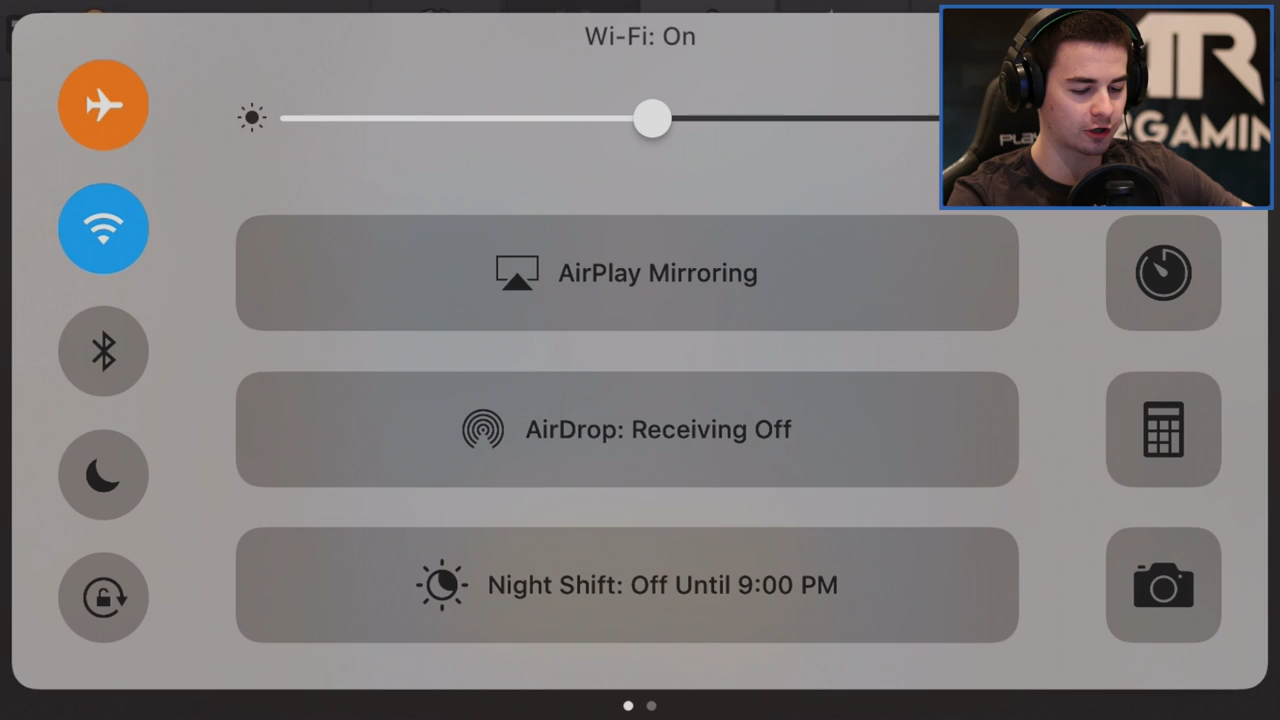 Wi-Fi: On
AirPlay Mirroring
AirDrop: Receiving Off
Night Shift: Off Until 9:00 PM